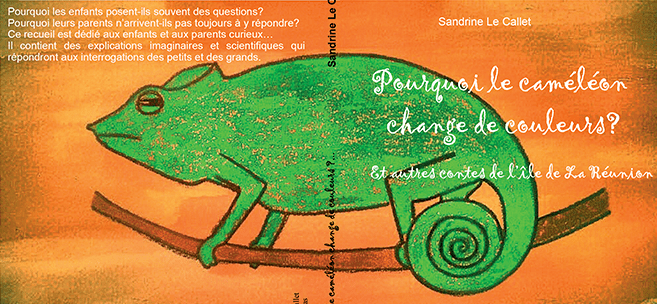 Pourquoi les enfants posent-ils souvent des questions?
Pourquoi leurs parents n'arrivent-ils pas toujours à y répondre?
Ce recueil est dédié aux enfants et aux parents curieux...
Il contient des explications imaginaires et scientifiques qui
répondront aux interrogations des petits et des grands.
Sandrine Le C
le caméléon change de couleurs?..
Sandrine Le Callet
Pourquoi le caméléon
change de couleurs?
Et autres contes de l'île de La Réunion